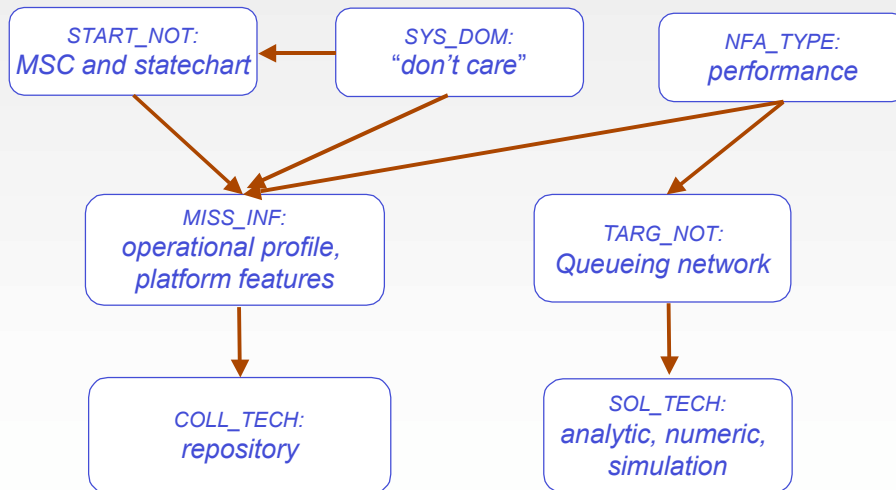 START_NOT:
MSC and statechart
SYS_DOM:
“don’t care”
NFA_TYPE:
performance
MISS_INF:
operational profile,
platform features
TARG_NOT:
Queueing network
COLL_TECH:
repository
SOL_TECH:
analytic, numeric,
simulation